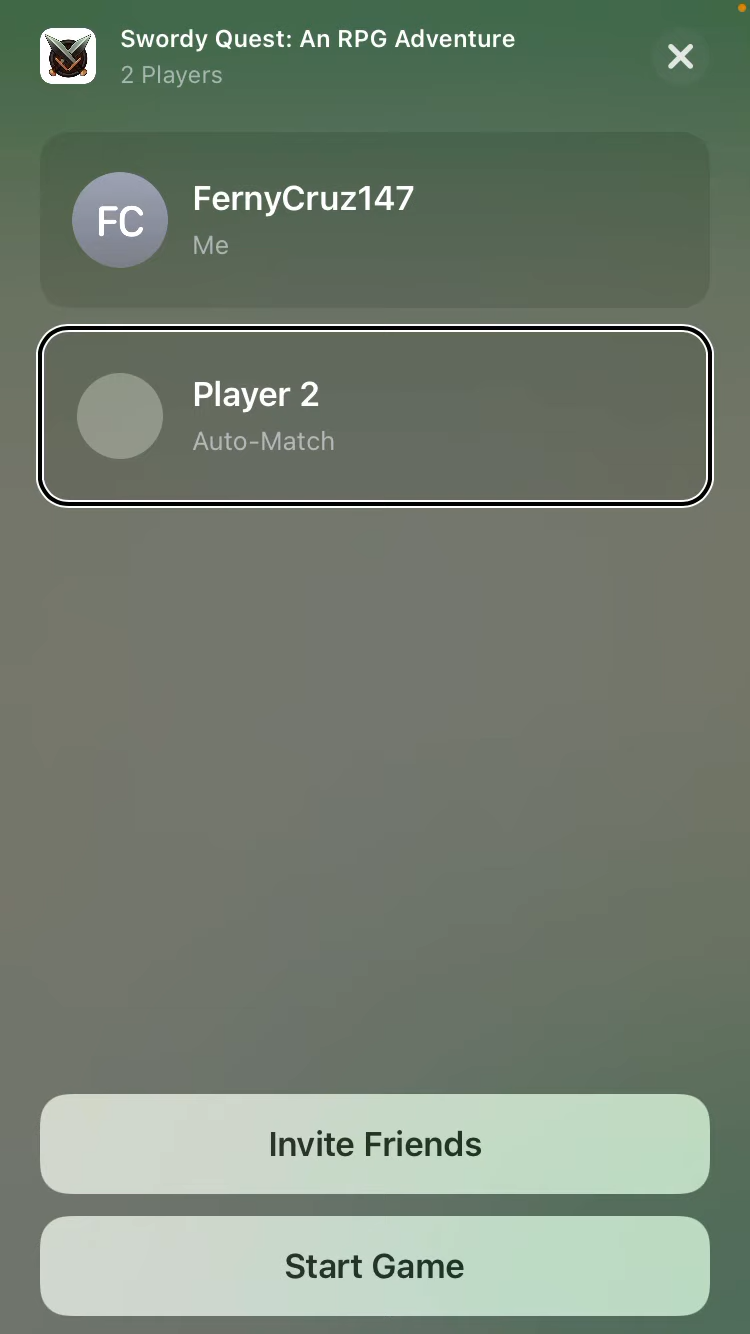 Swordy Quest: An RPG Adventure
2 Players
FC
FernyCruz147
Me
Player 2
Auto-Match
Invite Friends
Start Game